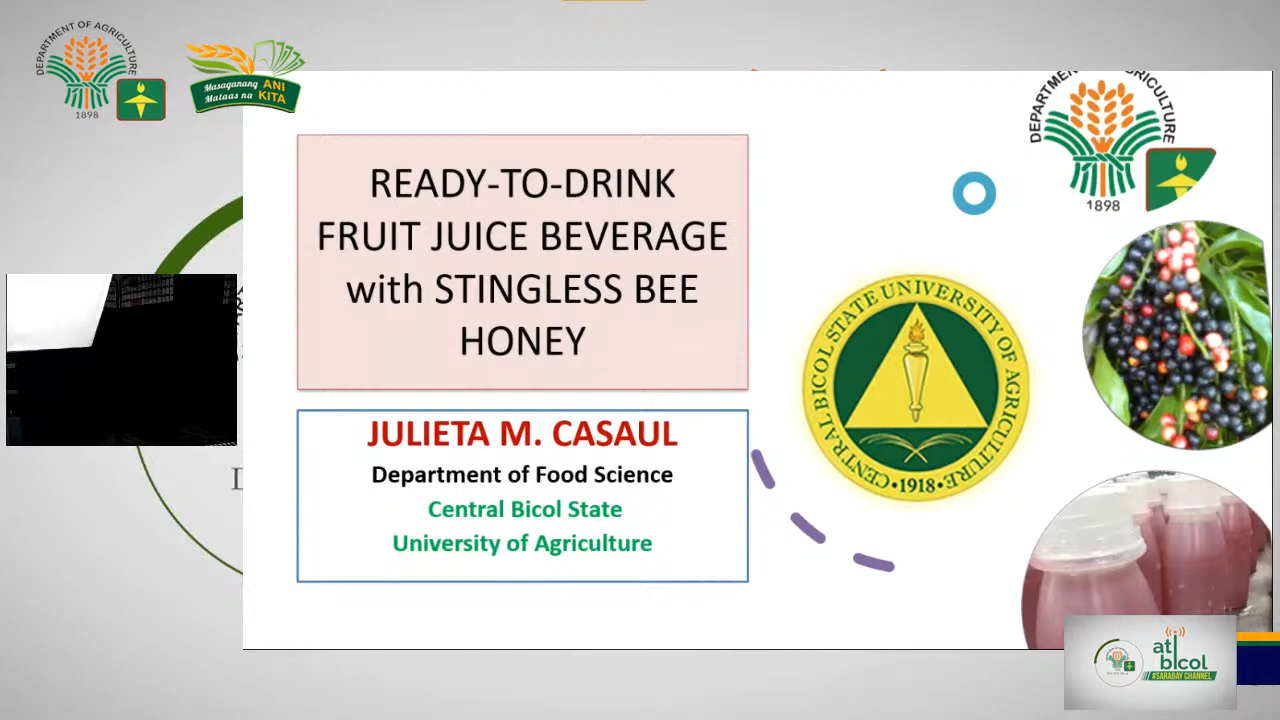 DEPARTMENT OF AGRICULTURE
1898
Masaganang ANI
Mataas na KITA
READY-TO-DRINK
FRUIT JUICE BEVERAGE
with STINGLESS BEE
HONEY
JULIETA M. CASAUL
Department of Food Science
Central Bicol State
University of Agriculture
CENTRAL BICOL STATE UNIVERSITY OF AGRICULTURE
•1918•
1898
ati
bicol
#SARABAY CHANNEL